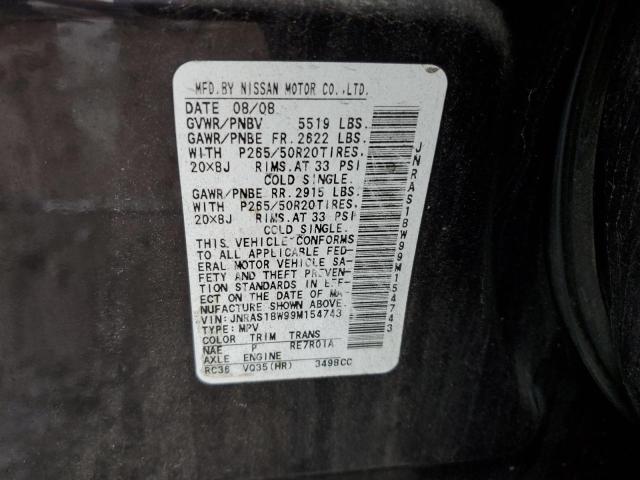 MFD.BY NISSAN MOTOR CO.,LTD.
DATE 08/08
GVWR/PNBV 5519 LBS.
GAWR/PNBE FR.2622 LBS.
WITH P265/50R20TIRES.
20X8J RIMS.AT 33 PSI
COLD SINGLE.
GAWR/PNBE RR.2915 LBS.
WITH P265/50R20TIRES.
20X8J RIMS.AT 33 PSI
COLD SINGLE.
THIS VEHICLE CONFORMS
TO ALL APPLICABLE FED-
ERAL MOTOR VEHICLE SA-
FETY AND THEFT PREVEN-
TION STANDARDS IN EFF-
ECT ON THE DATE OF MA-
NUFACTURE SHOWN ABOVE.
VIN: JNRAS18W99M154743
TYPE: MPV
COLOR TRIM TRANS
NAE P RE7R01A
AXLE ENGINE
RC36 VQ35(HR) 3498CC
JNRAS18W99M154743